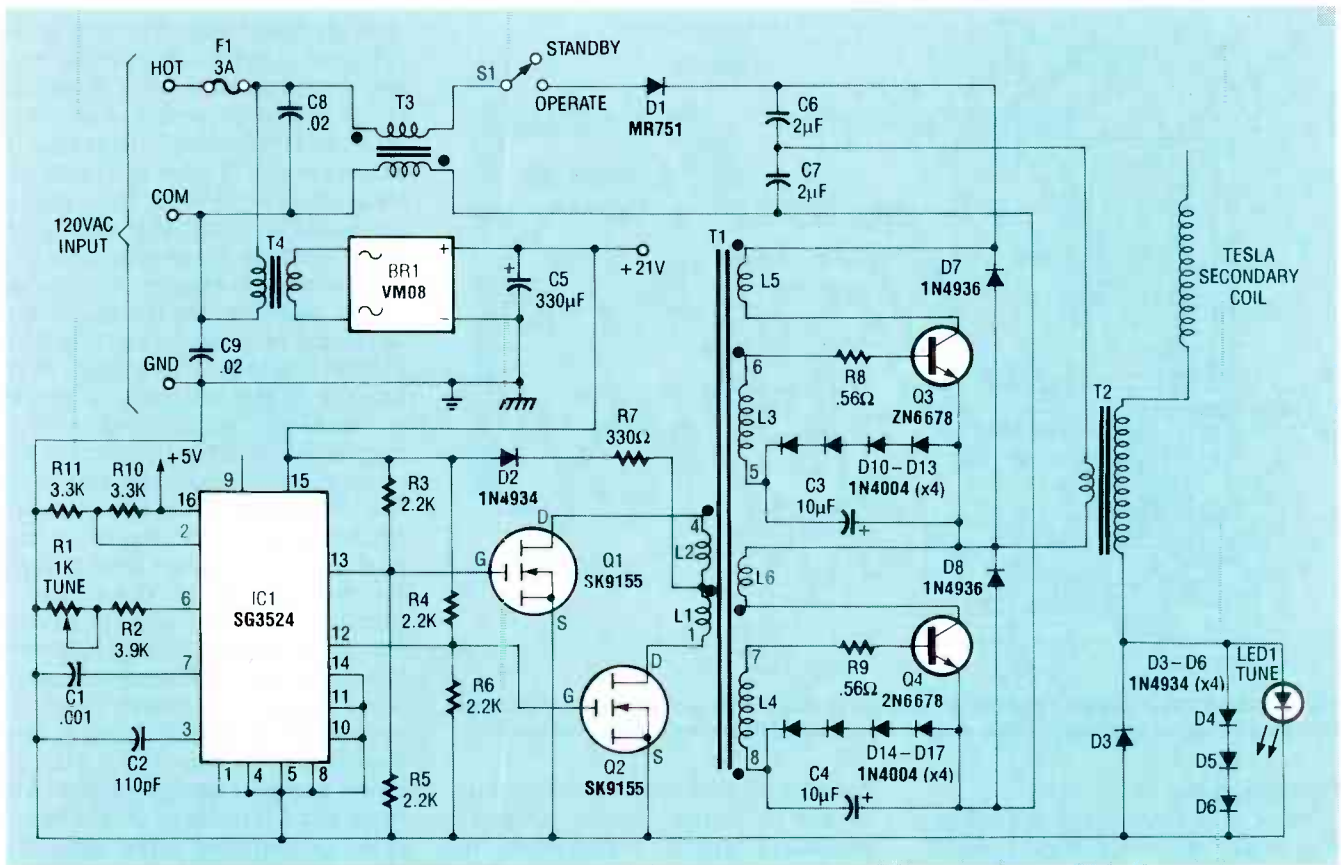 STANDBY
F1
3A
HOT
S1
OPERATE
D1
MR751
C8
.02
T3
C6
2µF
C7
2µF
COM
120VAC
INPUT
T4
BR1
VM08
+
−
+
C5
330µF
+21V
T1
L5
D7
1N4936
TESLA
SECONDARY
COIL
C9
.02
GND
6
R8
.56Ω
Q3
ZN6678
T2
R7
330Ω
L3
5
D10–D13
1N4004 (x4)
C3
10µF
+
+5V
R11
3.3K
R10
3.3K
9
15
16
2
R3
2.2K
D2
1N4934
D
4
L2
G
Q1
SK9155
S
L6
D8
1N4936
R1
1K
TUNE
6
R2
3.9K
IC1
SG3524
13
R4
2.2K
L1
1
12
14
11
10
7
C1
.001
3
C2
110pF
R6
2.2K
D
G
S
7
R9
.56Ω
Q4
2N6678
L4
8
D14–D17
1N4004 (x4)
C4
10µF
+
D3–D6
1N4934 (x4)
LED1
TUNE
D4
D3
D5
D6
1
4
5
8
R5
2.2K
Q2
SK9155